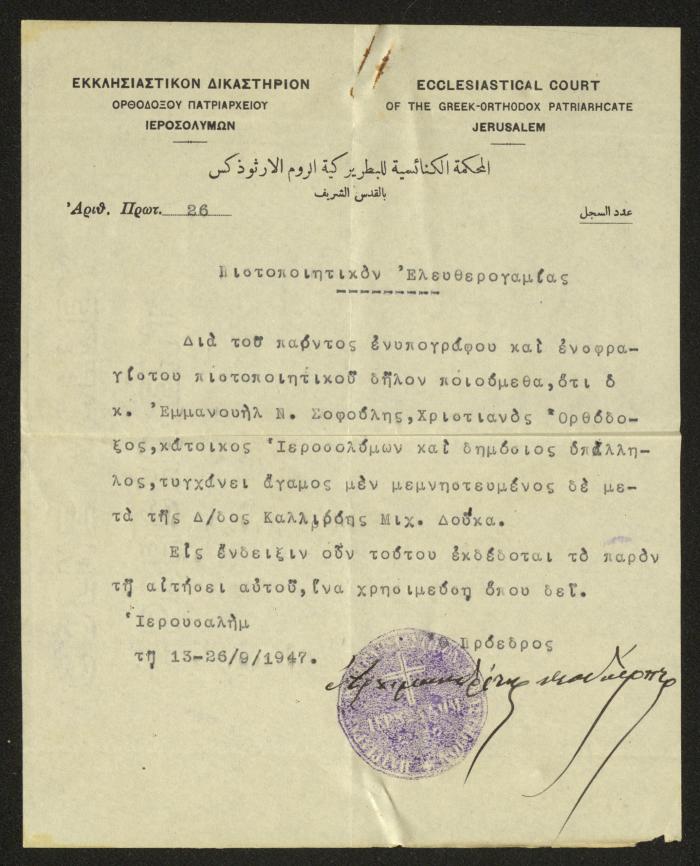 ΕΚΚΛΗΣΙΑΣΤΙΚΟΝ ΔΙΚΑΣΤΗΡΙΟΝ
ΟΡΘΟΔΟΞΟΥ ΠΑΤΡΙΑΡΧΕΙΟΥ
ΙΕΡΟΣΟΛΥΜΩΝ
ECCLESIASTICAL COURT
OF THE GREEK-ORTHODOX PATRIARHCATE
JERUSALEM
المحكمة الكنائسية للبطريركية الروم الارثوذكس
بالقدس الشريف
Ἀριθ. Πρωτ. 26
عدد السجل
Πιστοποιητικὸν Ἐλευθερογαμίας
Διὰ τοῦ παρόντος ἐνυπογράφου καὶ ἐνσφρα-
γίστου πιστοποιητικοῦ δῆλον ποιούμεθα, ὅτι ὁ
κ. Ἐμμανουὴλ Ν. Σοφούλης, Χριστιανὸς Ὀρθόδο-
ξος, κάτοικος Ἱεροσολύμων καὶ δημόσιος ὑπάλλη-
λος, τυγχάνει ἄγαμος μὲν μεμνηστευμένος δὲ με-
τὰ τῆς Δ/δος Καλλιρόης Μιχ. Δούκα.
Εἰς ἔνδειξιν οὖν τούτου ἐκδέδοται τὸ παρὸν
τῇ αἰτήσει αὐτοῦ, ἵνα χρησιμεύσῃ ὅπου δεῖ.
Ἱερουσαλὴμ
τῇ 13-26/9/1947.
Ὁ Πρόεδρος